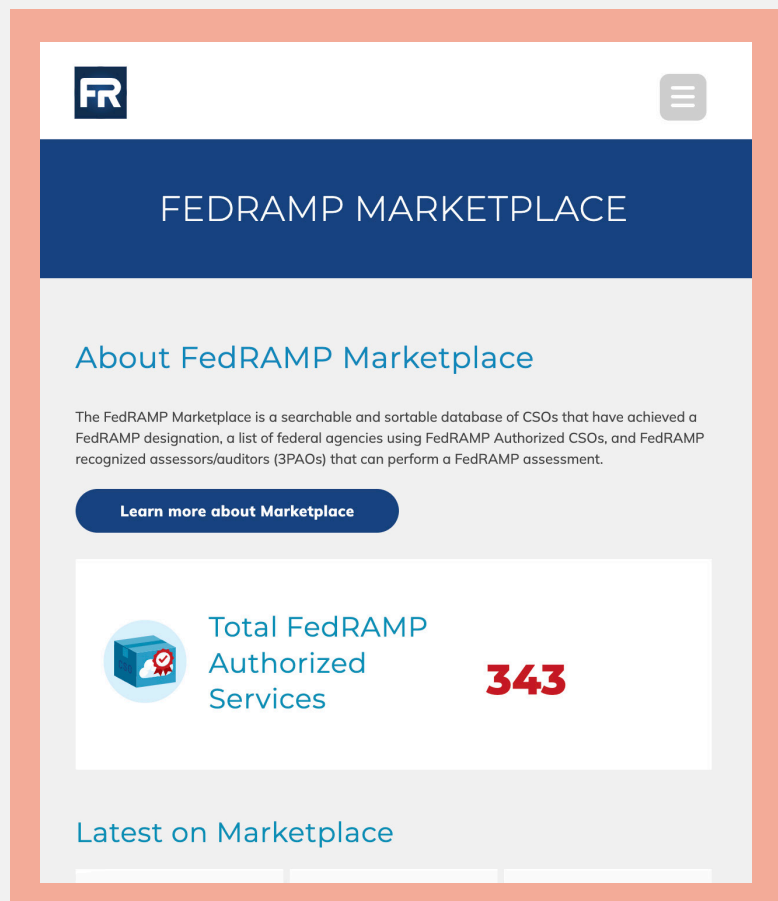 FR
FEDRAMP MARKETPLACE
About FedRAMP Marketplace
The FedRAMP Marketplace is a searchable and sortable database of CSOs that have achieved a
FedRAMP designation, a list of federal agencies using FedRAMP Authorized CSOs, and FedRAMP
recognized assessors/auditors (3PAOs) that can perform a FedRAMP assessment.
Learn more about Marketplace
CSO
Total FedRAMP
Authorized
Services
343
Latest on Marketplace